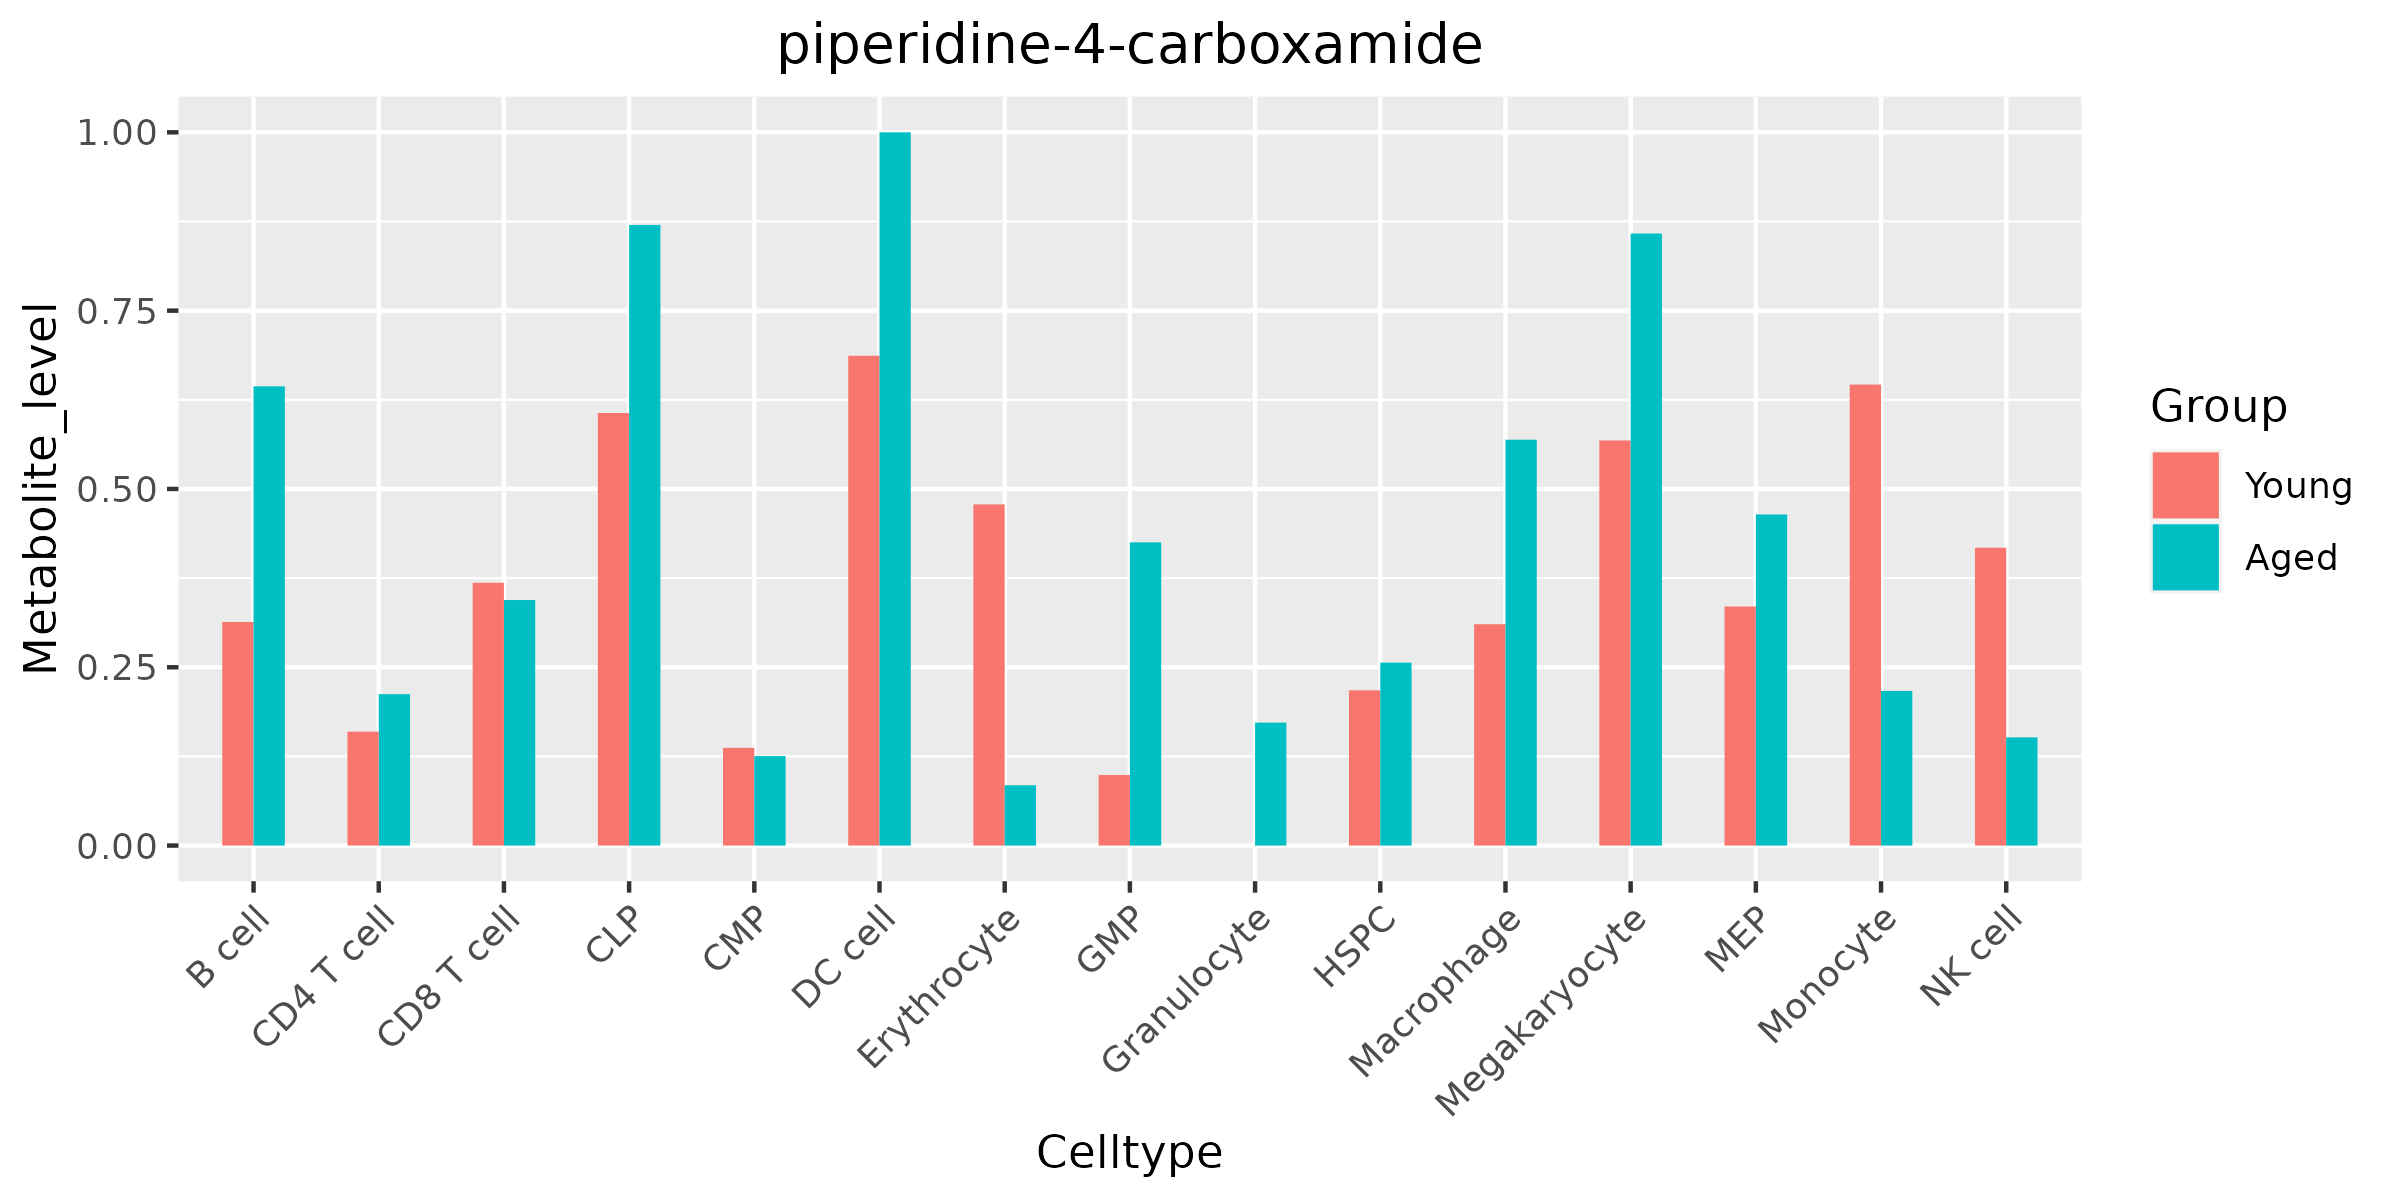 piperidine-4-carboxamide
Metabolite_level
1.00
0.75
0.50
0.25
0.00
B cell
CD4 T cell
CD8 T cell
CLP
CMP
DC cell
Erythrocyte
GMP
Granulocyte
HSPC
Macrophage
Megakaryocyte
MEP
Monocyte
NK cell
Celltype
Group
Young
Aged